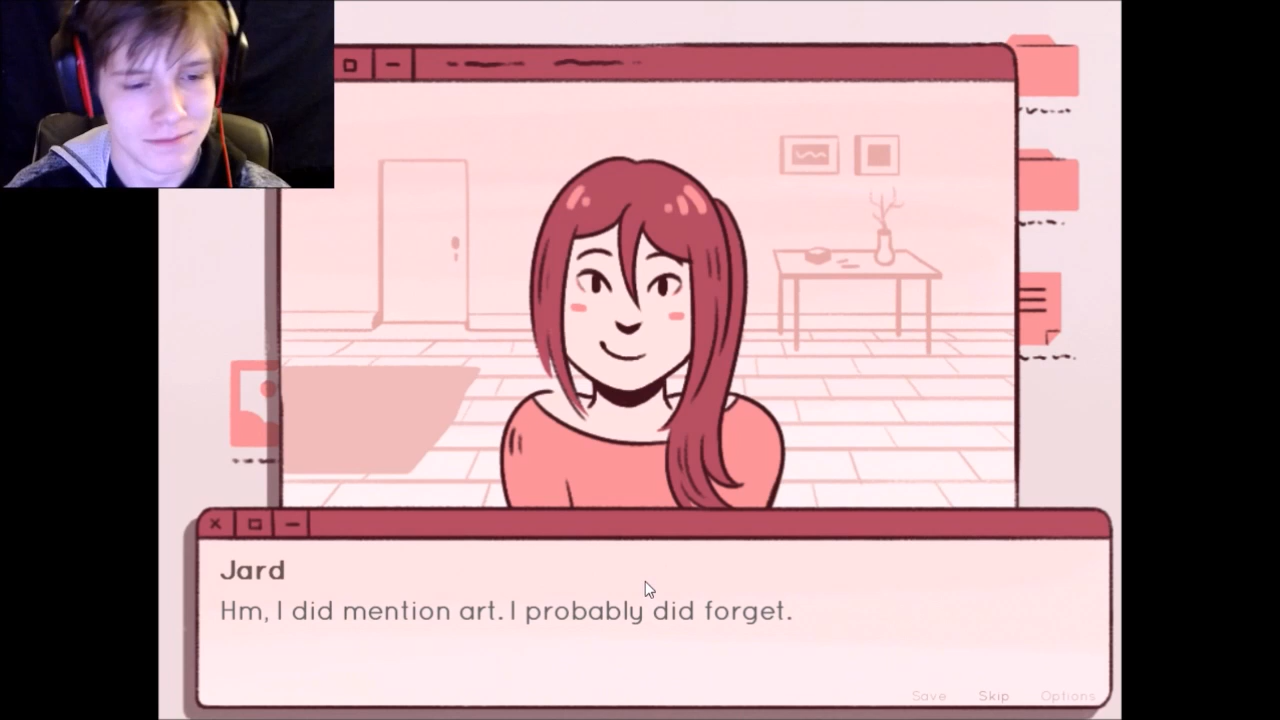 Jard
Hm, I did mention art. I probably did forget.
Save Skip Options